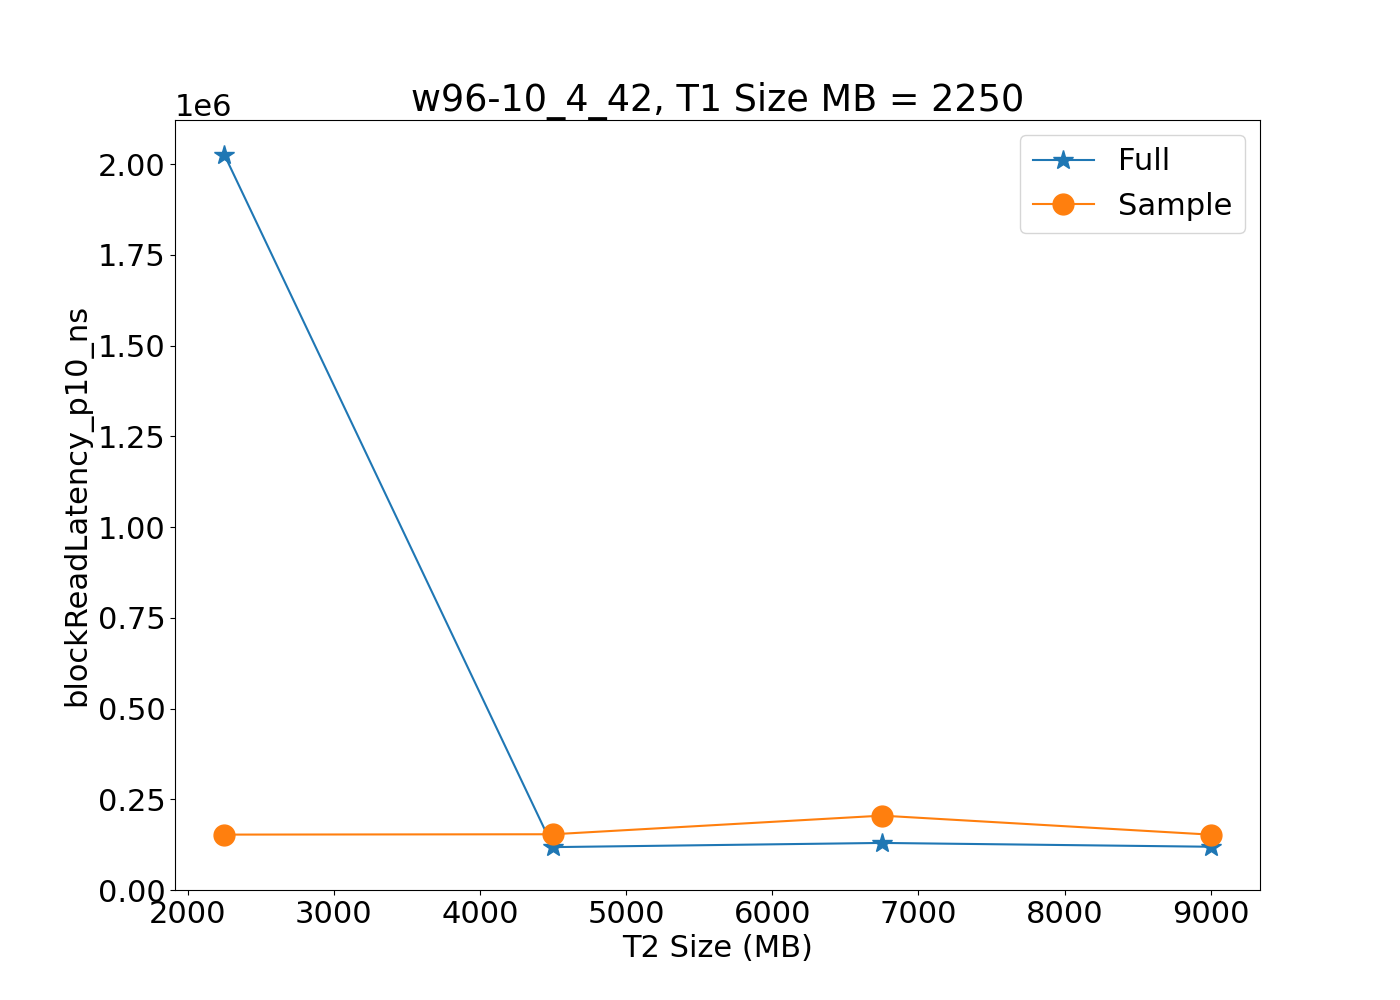 w96-10_4_42, T1 Size MB = 2250
1e6
Full
Sample
2.00
1.75
1.50
1.25
1.00
0.75
0.50
0.25
0.00
blockReadLatency_p10_ns
2000 3000 4000 5000 6000 7000 8000 9000
T2 Size (MB)